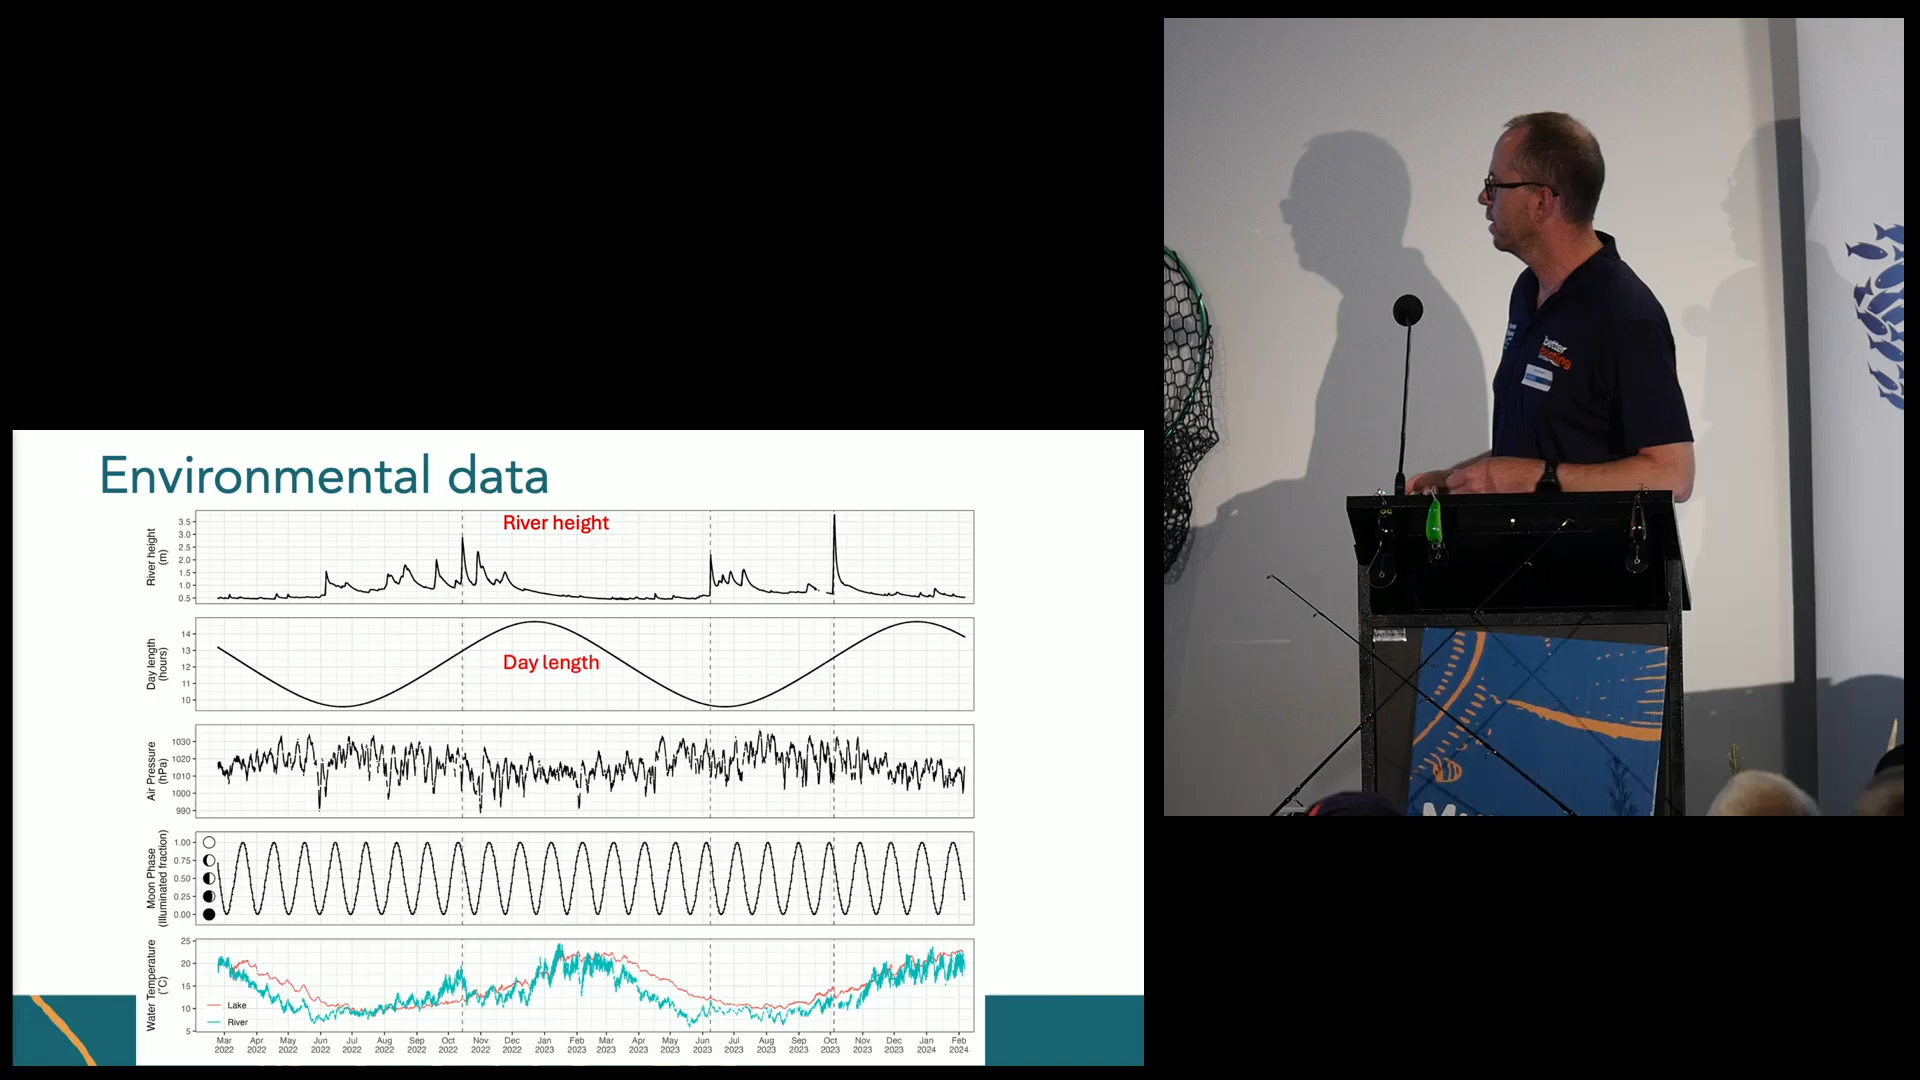 Environmental data
River height
(m)
3.5
3.0
2.5
2.0
1.5
1.0
0.5
River height
Day length
(hours)
14
13
12
11
10
Day length
Air Pressure
(hPa)
1030
1020
1010
1000
990
Moon Phase
(Illuminated fraction)
1.00
0.75
0.50
0.25
0.00
Water Temperature
(°C)
25
20
15
10
5
Lake
River
Mar Apr May Jun Jul Aug Sep Oct Nov Dec Jan Feb Mar Apr May Jun Jul Aug Sep Oct Nov Dec Jan Feb
2022 2022 2022 2022 2022 2022 2022 2022 2022 2022 2023 2023 2023 2023 2023 2023 2023 2023 2023 2023 2023 2023 2024 2024
better
boating